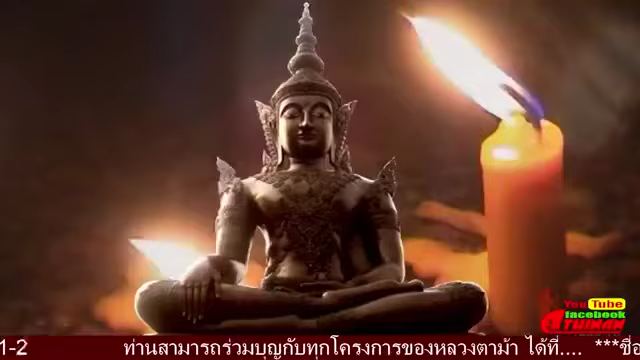 You Tube
facebook
1-2 ท่านสามารถร่วมบุญกับทุกโครงการของหลวงตาม้า ได้ที่.... ***ชื่อ